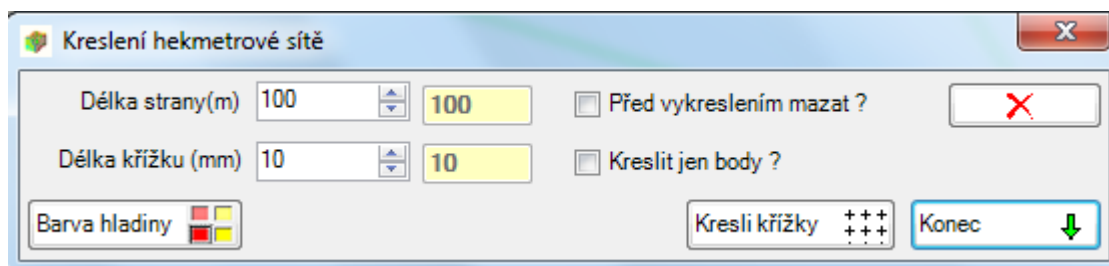 Kreslení hekmetrové sítě
Délka strany(m) 100 100 Před vykreslením mazat ?
Délka křížku (mm) 10 10 Kreslit jen body ?
Barva hladiny Kresli křížky Konec